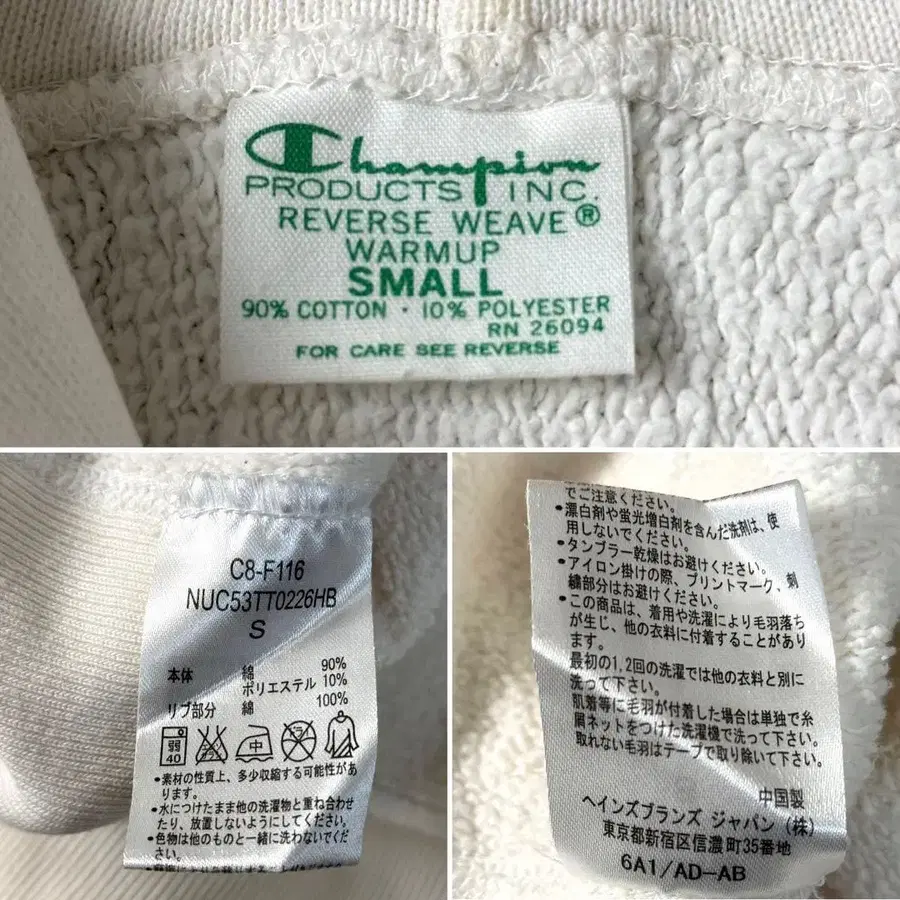 Champion
PRODUCTS INC.
REVERSE WEAVE®
WARMUP
SMALL
90% COTTON · 10% POLYESTER
RN 26094
FOR CARE SEE REVERSE
C8-F116
NUC53TT0226HB
S
本体 綿 90%
ポリエステル 10%
リブ部分 綿 100%
弱 40 中 ドライ
•素材の性質上、多少収縮する可能性があ
ります。
•水につけたまま他の洗濯物と重ね合わせ
たり、放置しないようにしてください。
•色物は他のものと一緒に洗わないでくだ
さい。
でご注意ください。
•漂白剤や蛍光増白剤を含んだ洗剤は、使
用しないでください。
•タンブラー乾燥はお避けください。
•アイロン掛けの際、プリントマーク、刺
繍部分はお避けください。
•この商品は、着用や洗濯により毛羽落ち
が生じ、他の衣料に付着することがあり
ます。
最初の1,2回の洗濯では他の衣料と別に
洗って下さい。
肌着等に毛羽が付着した場合は単独で糸
屑ネットをつけた洗濯機で洗って下さい。
取れない毛羽はテープで取り除いて下さい。
中国製
ヘインズブランズ ジャパン(株)
東京都新宿区信濃町35番地
6A1/AD-AB